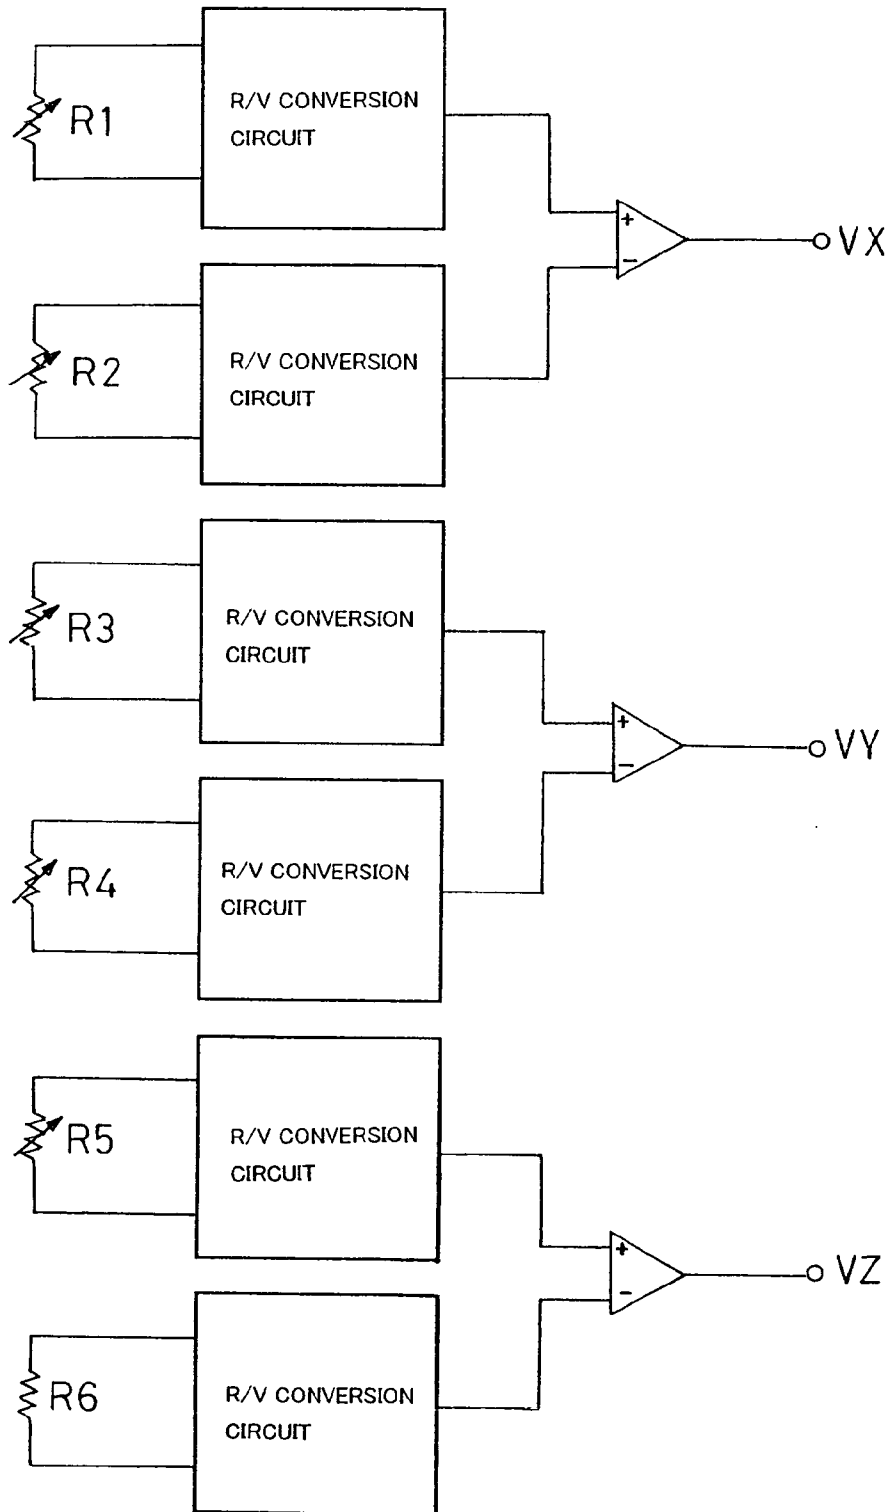 R1
R/V CONVERSION
CIRCUIT
+
−
VX
R2
R/V CONVERSION
CIRCUIT
R3
R/V CONVERSION
CIRCUIT
+
−
VY
R4
R/V CONVERSION
CIRCUIT
R5
R/V CONVERSION
CIRCUIT
+
−
VZ
R6
R/V CONVERSION
CIRCUIT